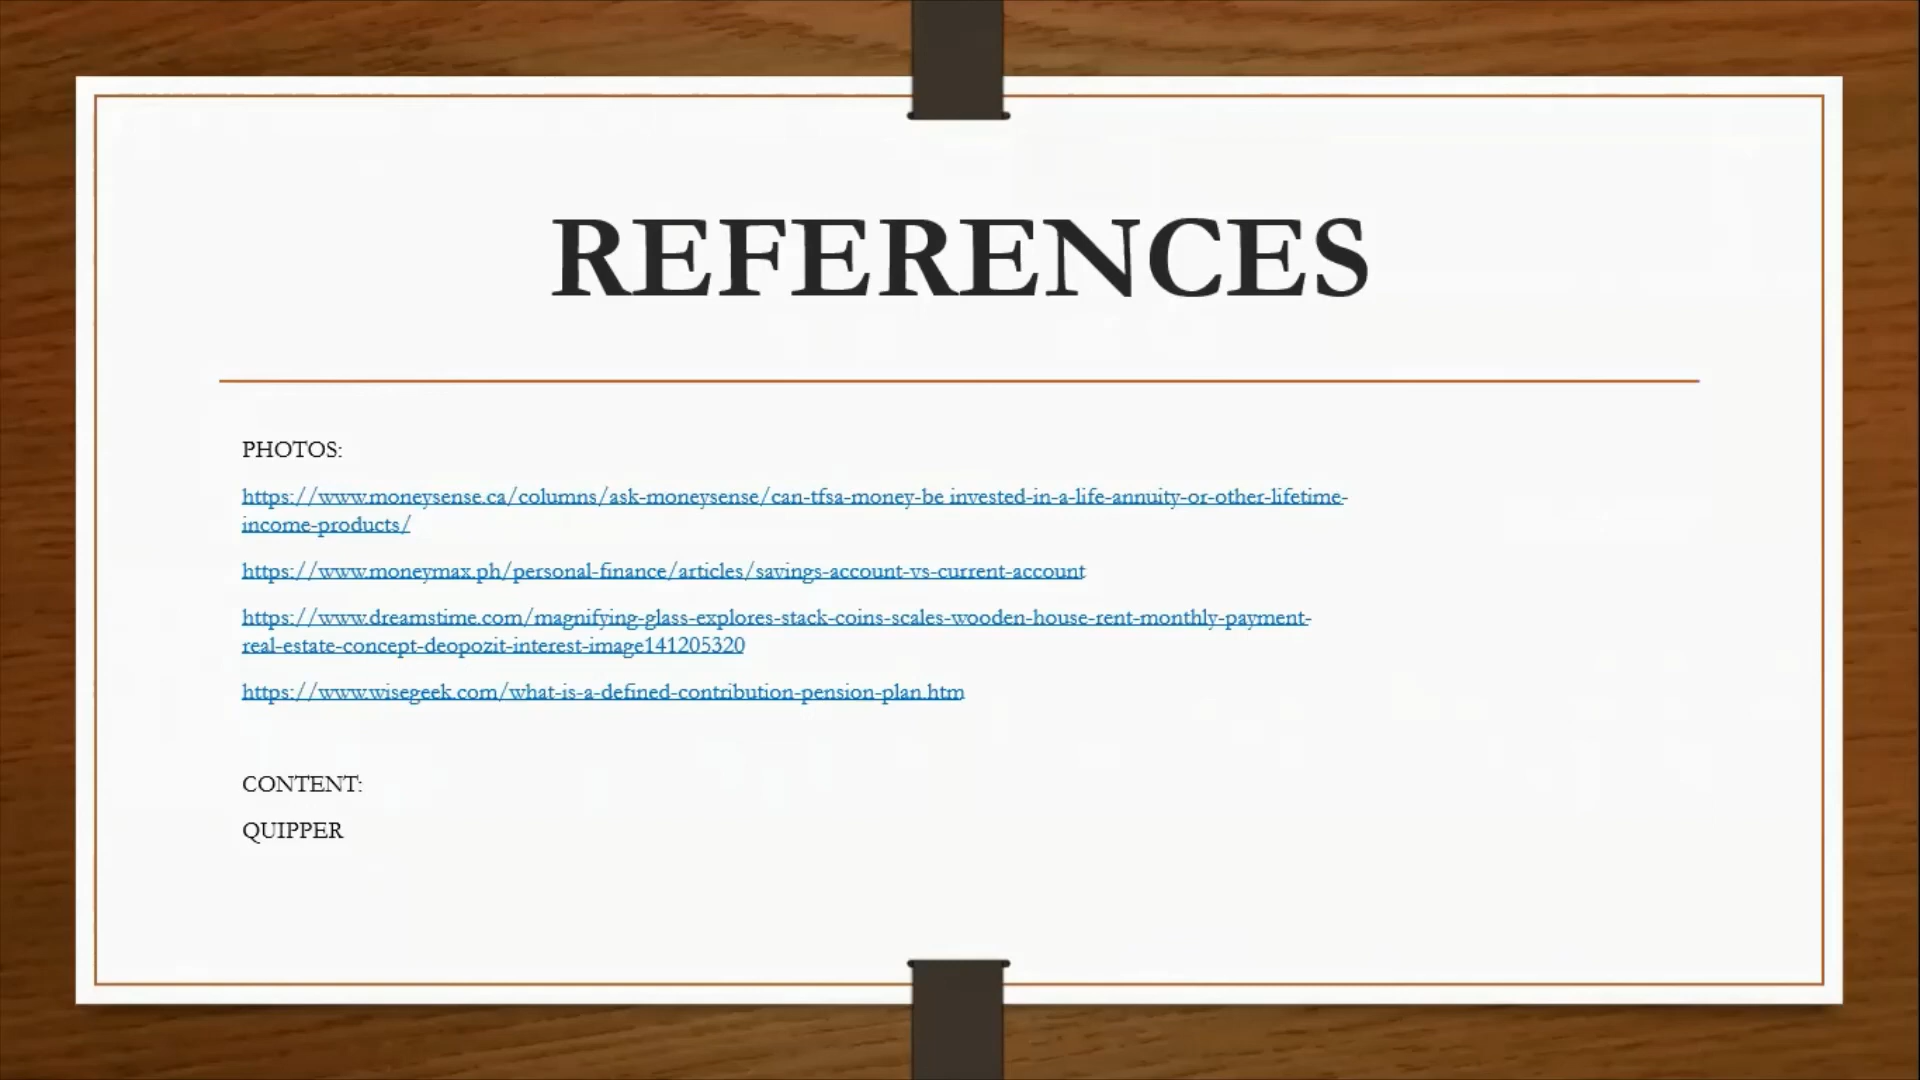 REFERENCES
PHOTOS:
https://www.moneysense.ca/columns/ask-moneysense/can-tfsa-money-be invested-in-a-life-annuity-or-other-lifetime-
income-products/
https://www.moneymax.ph/personal-finance/articles/savings-account-vs-current-account
https://www.dreamstime.com/magnifying-glass-explores-stack-coins-scales-wooden-house-rent-monthly-payment-
real-estate-concept-deopozit-interest-image141205320
https://www.wisegeek.com/what-is-a-defined-contribution-pension-plan.htm
CONTENT:
QUIPPER